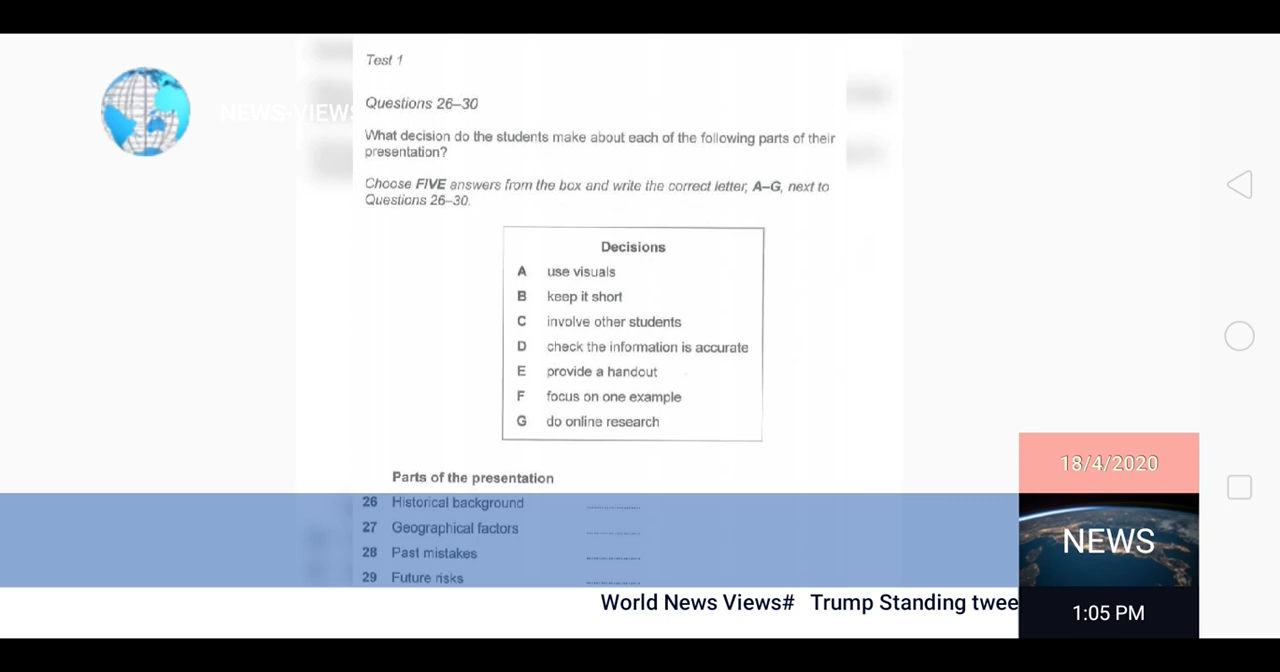 Test 1
NEWS-VIEWS
Questions 26–30
What decision do the students make about each of the following parts of their
presentation?
Choose FIVE answers from the box and write the correct letter, A–G, next to
Questions 26–30.
Decisions
A use visuals
B keep it short
C involve other students
D check the information is accurate
E provide a handout
F focus on one example
G do online research
Parts of the presentation
26 Historical background ....................
27 Geographical factors ....................
28 Past mistakes ....................
29 Future risks ....................
18/4/2020
NEWS
World News Views# Trump Standing twee
1:05 PM